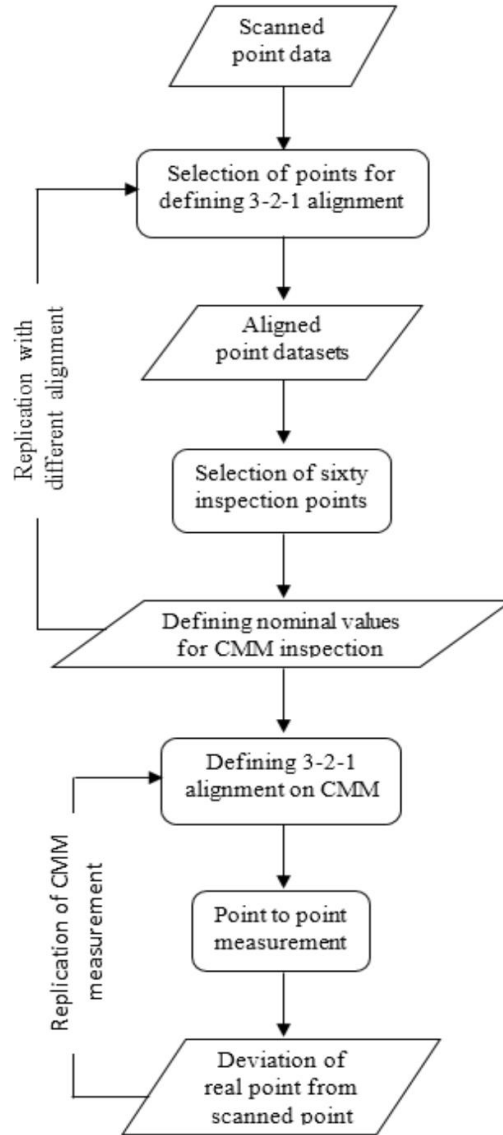 Scanned
point data
Selection of points for
defining 3-2-1 alignment
Replication with
different alignment
Aligned
point datasets
Selection of sixty
inspection points
Defining nominal values
for CMM inspection
Defining 3-2-1
alignment on CMM
Replication of CMM
measurement
Point to point
measurement
Deviation of
real point from
scanned point